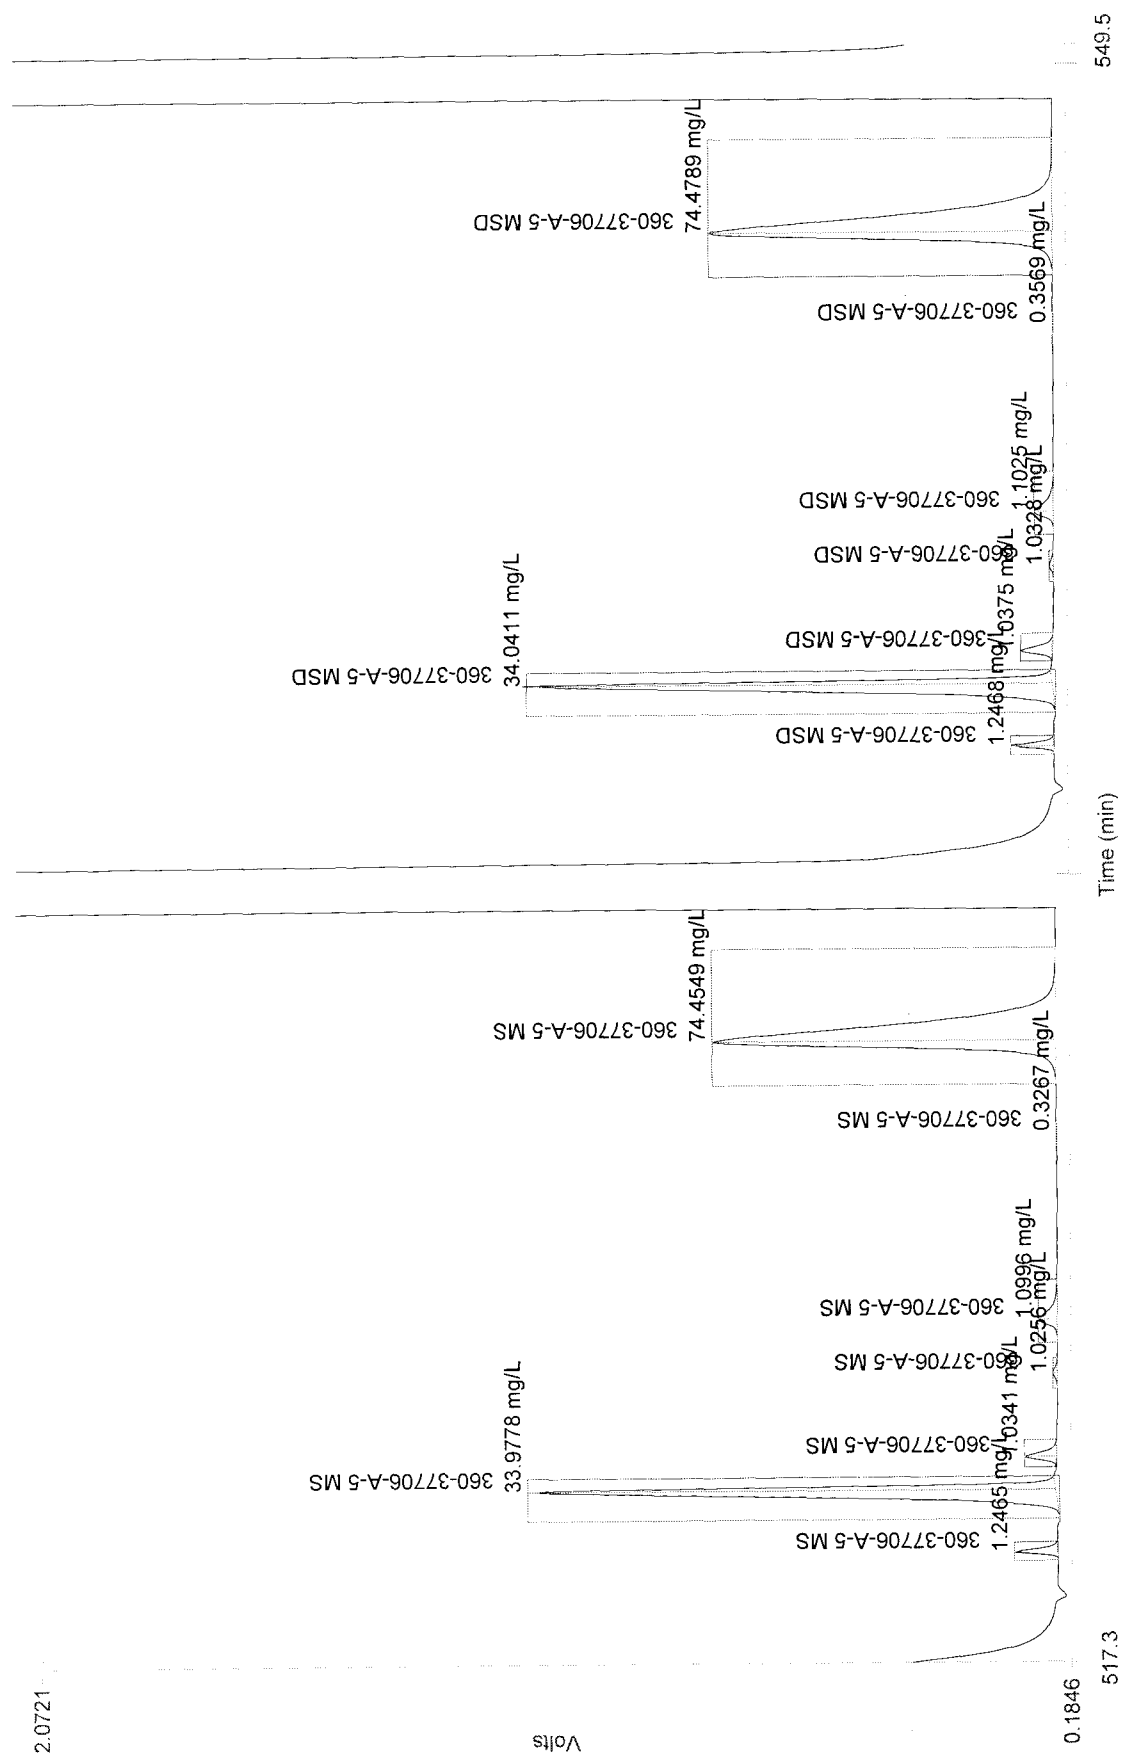 2.0721
Volts
0.1846
517.3
Time (min)
549.5
360-37706-A-5 MS
1.2465 mg/L
360-37706-A-5 MS
33.9778 mg/L
360-37706-A-5 MS
1.0341 mg/L
360-37706-A-5 MS
1.0256 mg/L
360-37706-A-5 MS
1.0996 mg/L
360-37706-A-5 MS
0.3267 mg/L
360-37706-A-5 MS
74.4549 mg/L
360-37706-A-5 MSD
1.2468 mg/L
360-37706-A-5 MSD
34.0411 mg/L
360-37706-A-5 MSD
1.0375 mg/L
360-37706-A-5 MSD
1.0328 mg/L
360-37706-A-5 MSD
1.1025 mg/L
360-37706-A-5 MSD
0.3569 mg/L
360-37706-A-5 MSD
74.4789 mg/L